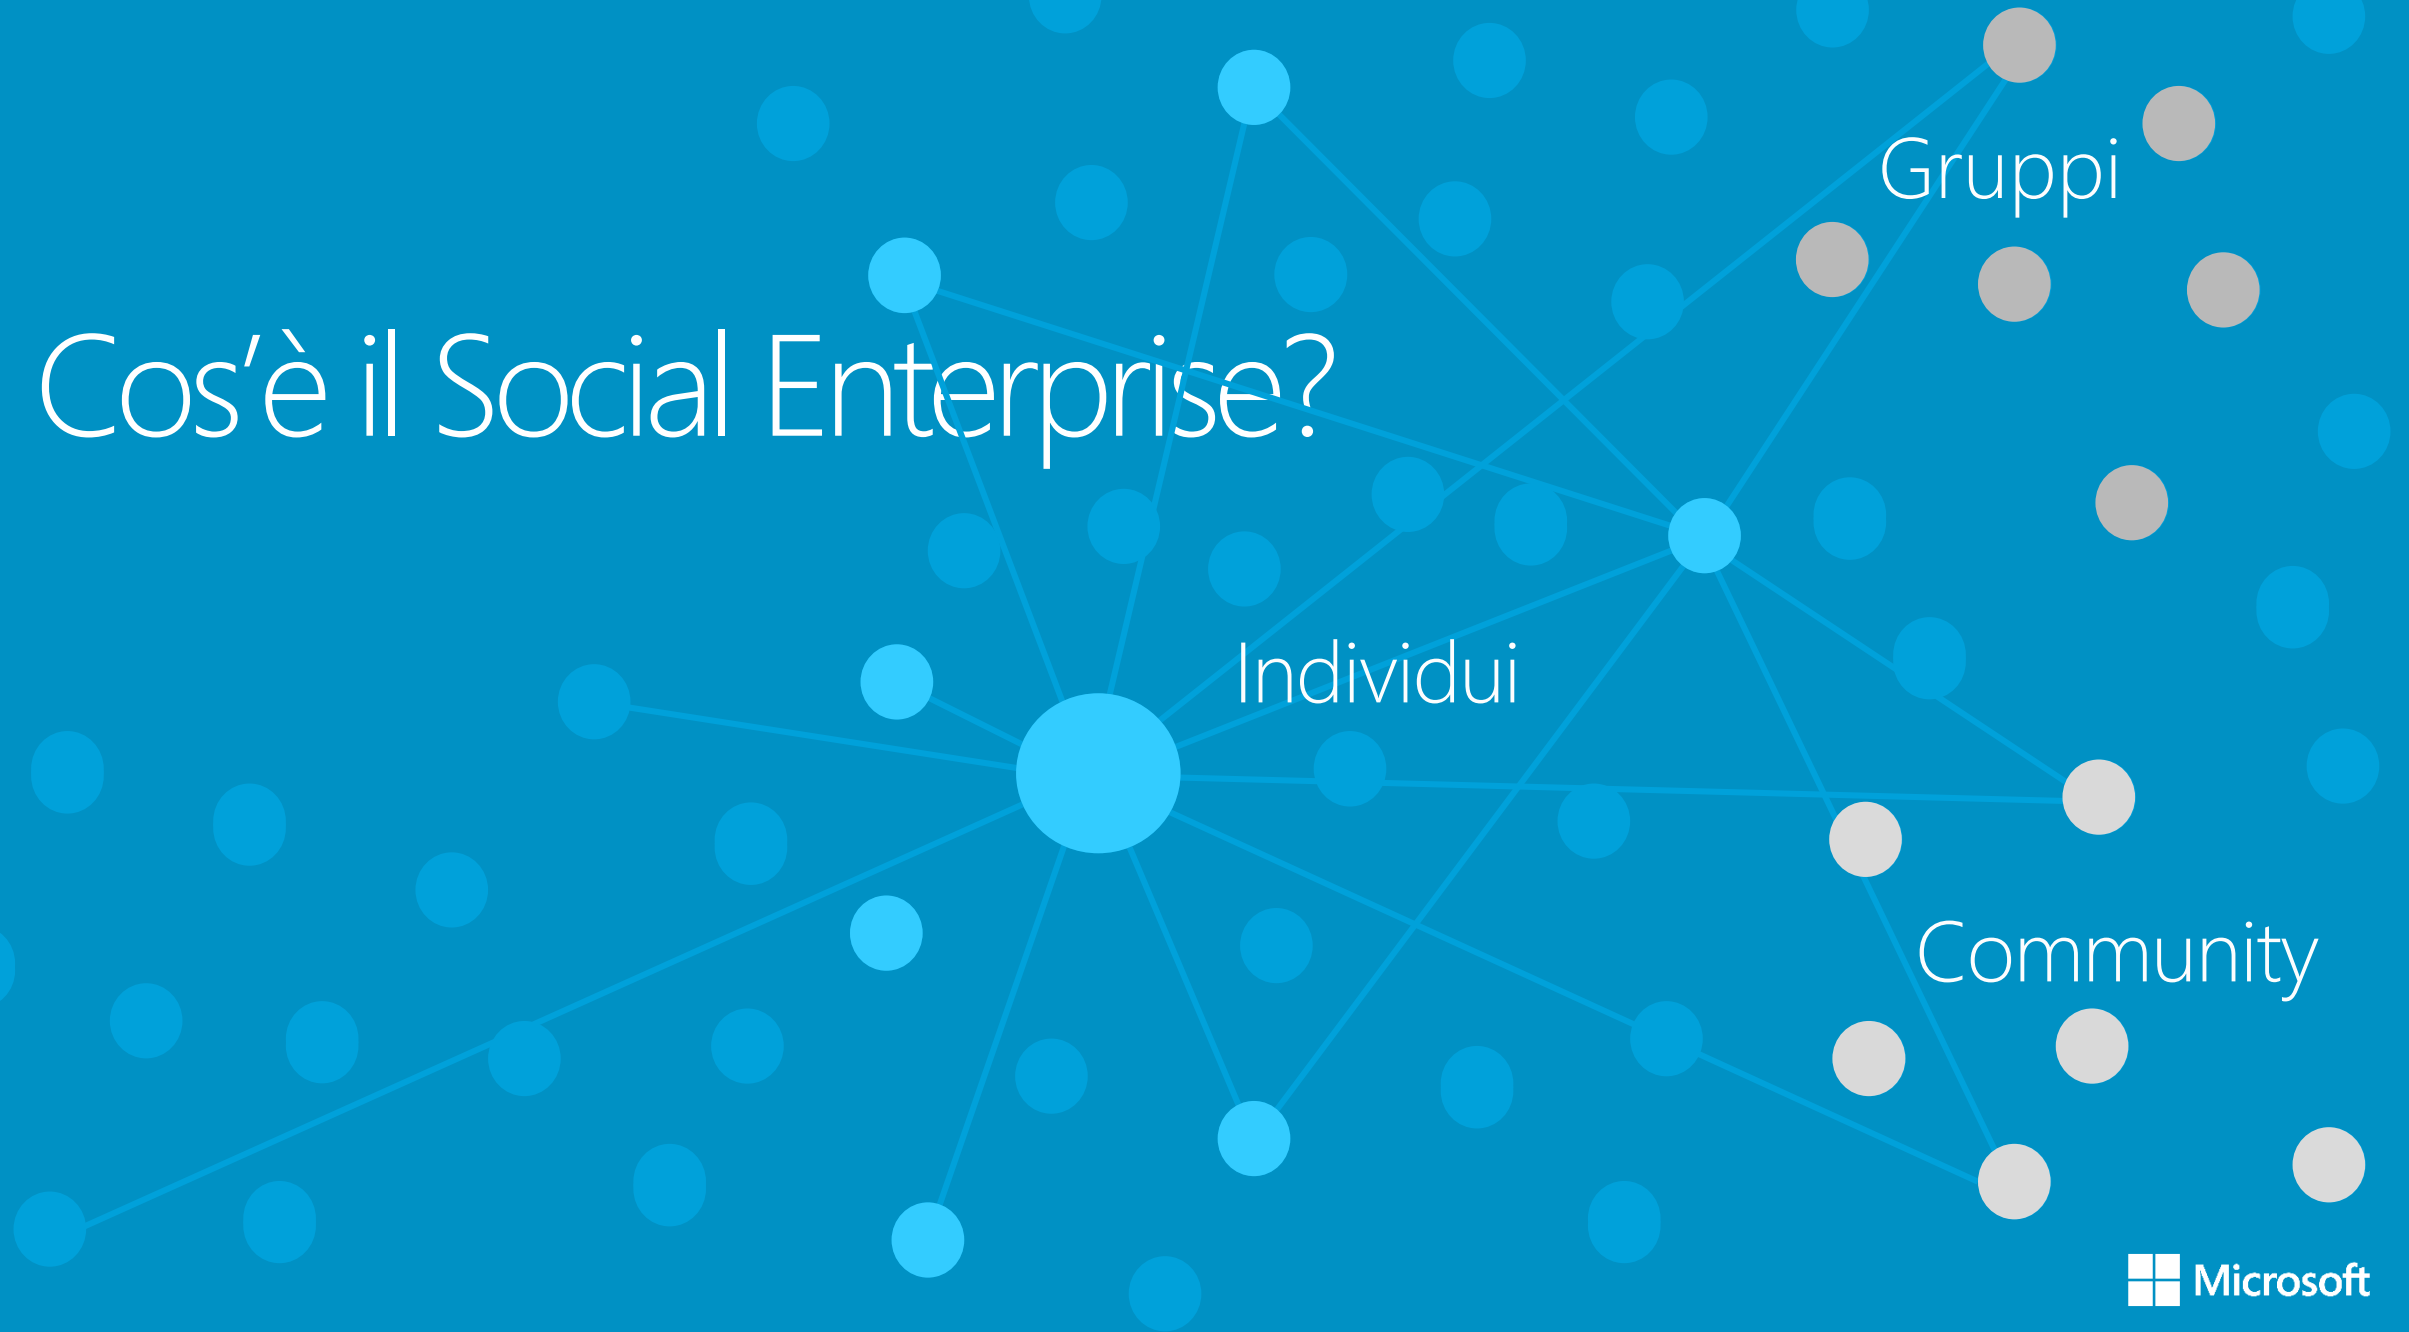 Gruppi
Cos’è il Social Enterprise?
Individui
Community
Microsoft